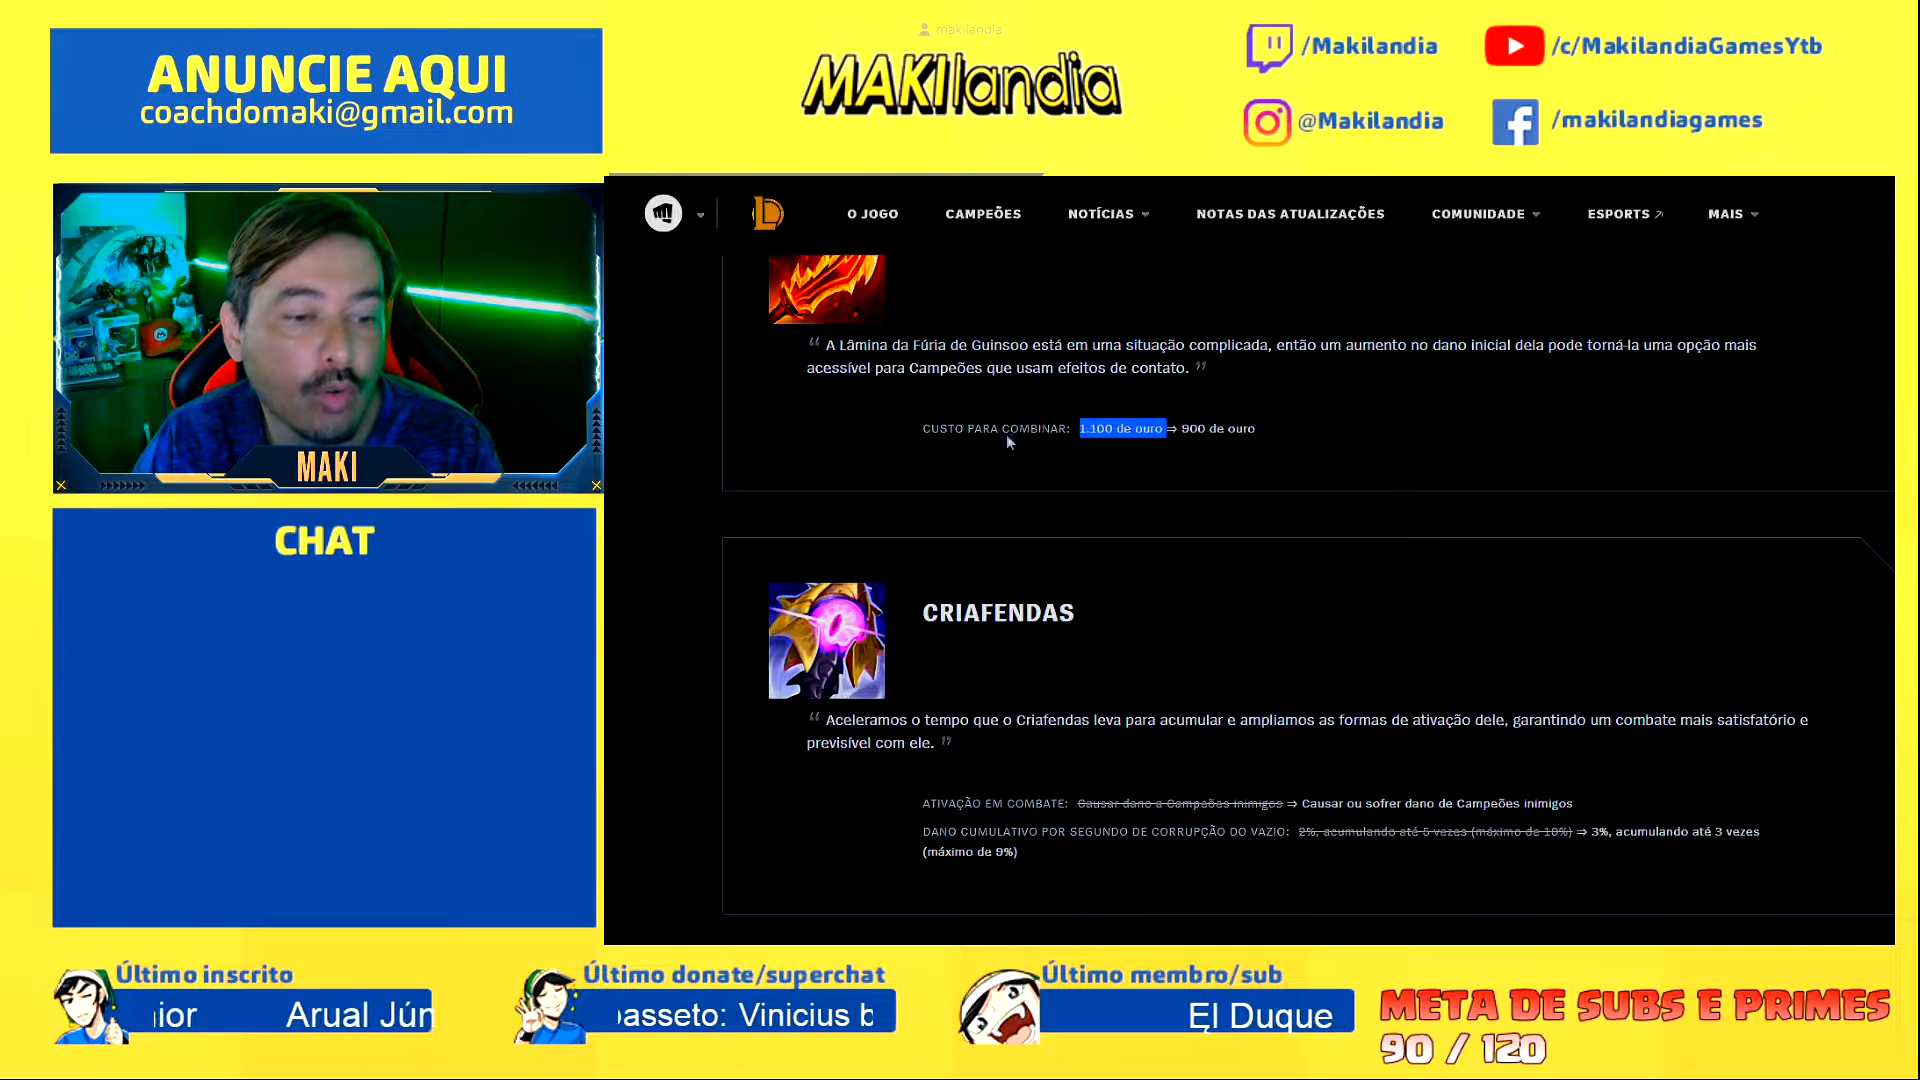 makilandia
ANUNCIE AQUI
coachdomaki@gmail.com
MAKIlandia
/Makilandia
/c/MakilandiaGamesYtb
@Makilandia
/makilandiagames
O JOGO
CAMPEÕES
NOTÍCIAS
NOTAS DAS ATUALIZAÇÕES
COMUNIDADE
ESPORTS
MAIS
“ A Lâmina da Fúria de Guinsoo está em uma situação complicada, então um aumento no dano inicial dela pode torná-la uma opção mais
acessível para Campeões que usam efeitos de contato. ”
CUSTO PARA COMBINAR: 1.100 de ouro ⇒ 900 de ouro
MAKI
CHAT
CRIAFENDAS
“ Aceleramos o tempo que o Criafendas leva para acumular e ampliamos as formas de ativação dele, garantindo um combate mais satisfatório e
previsível com ele. ”
ATIVAÇÃO EM COMBATE: Causar dano a Campeões inimigos ⇒ Causar ou sofrer dano de Campeões inimigos
DANO CUMULATIVO POR SEGUNDO DE CORRUPÇÃO DO VAZIO: 2%, acumulando até 5 vezes (máximo de 10%) ⇒ 3%, acumulando até 3 vezes
(máximo de 9%)
Último inscrito
ior Arual Jún
Último donate/superchat
asseto: Vinicius b
Último membro/sub
El Duque
META DE SUBS E PRIMES
90 / 120